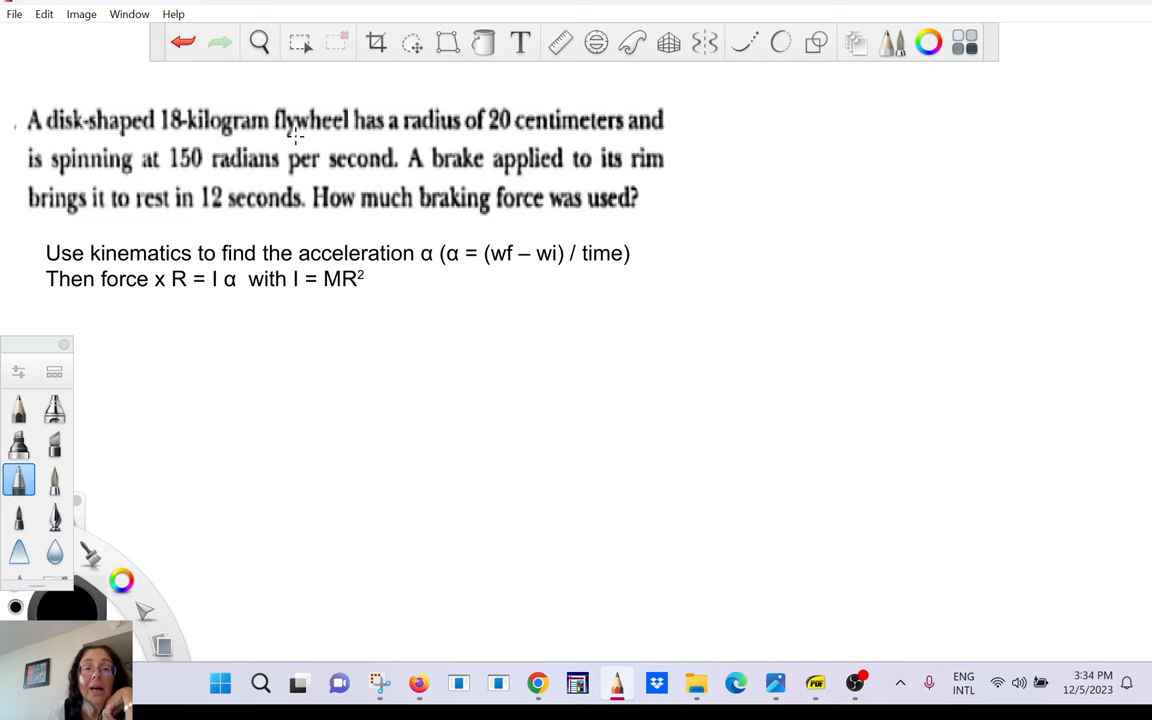 File Edit Image Window Help
A disk-shaped 18-kilogram flywheel has a radius of 20 centimeters and
is spinning at 150 radians per second. A brake applied to its rim
brings it to rest in 12 seconds. How much braking force was used?
Use kinematics to find the acceleration α (α = (wf – wi) / time)
Then force x R = I α with I = MR²
ENG
INTL
3:34 PM
12/5/2023